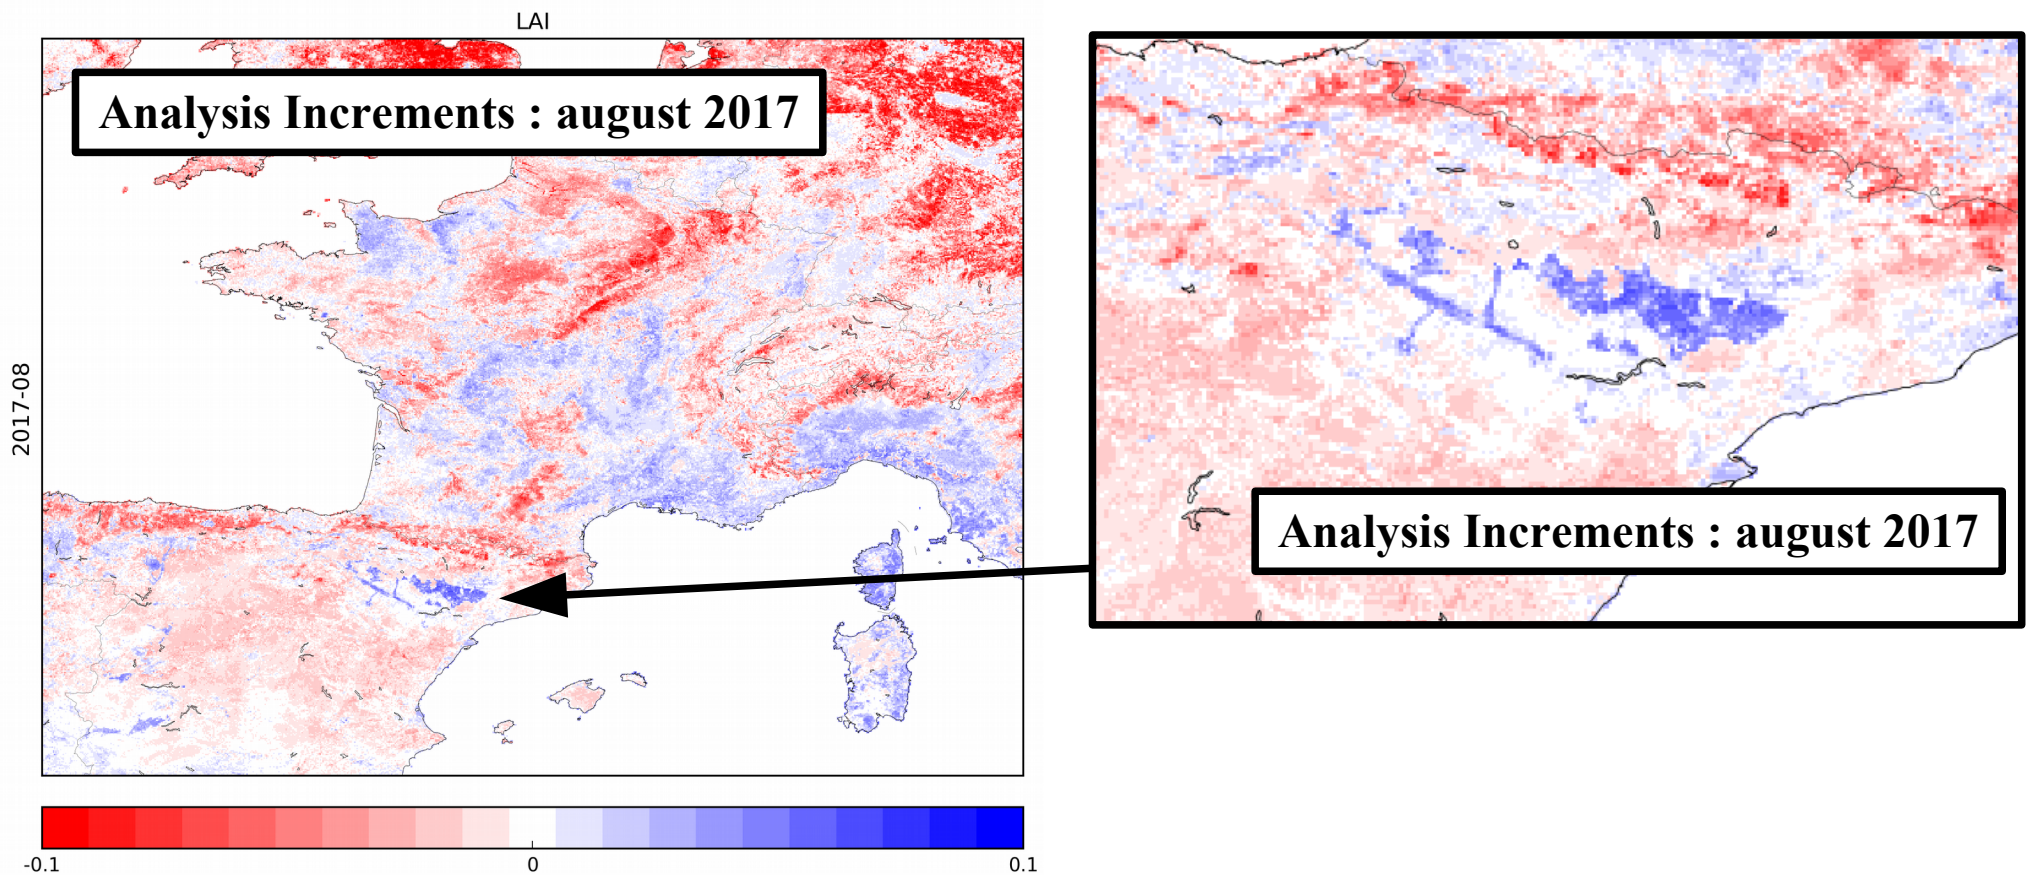 LAI
Analysis Increments : august 2017
2017-08
Analysis Increments : august 2017
-0.1
0
0.1